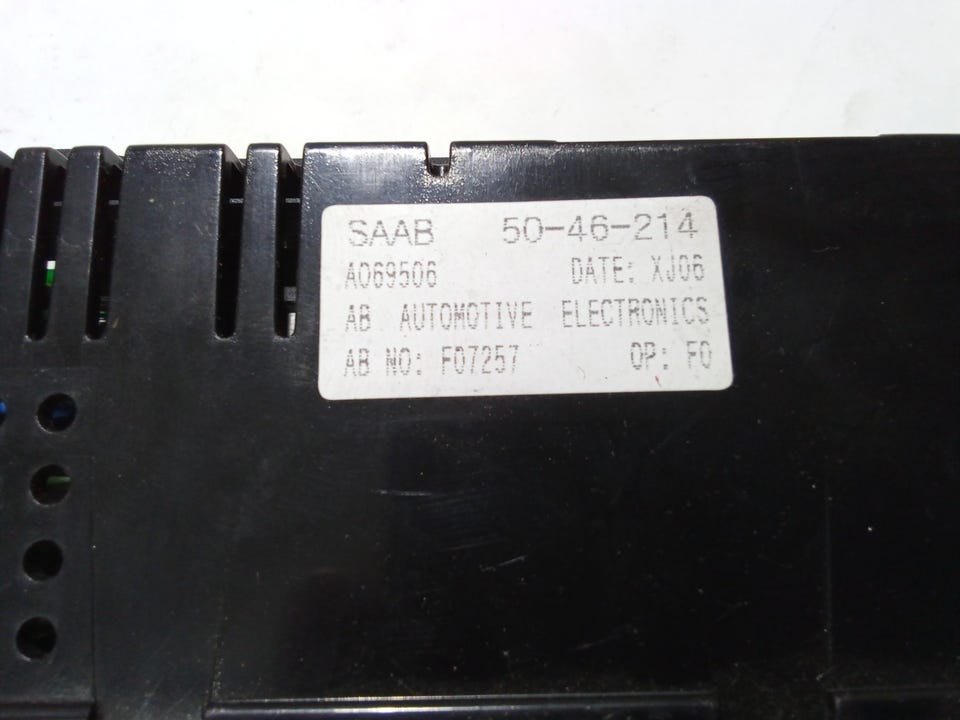 SAAB 50-46-214
A069506 DATE: XJ06
AB AUTOMOTIVE ELECTRONICS
AB NO: F07257 OP: F0